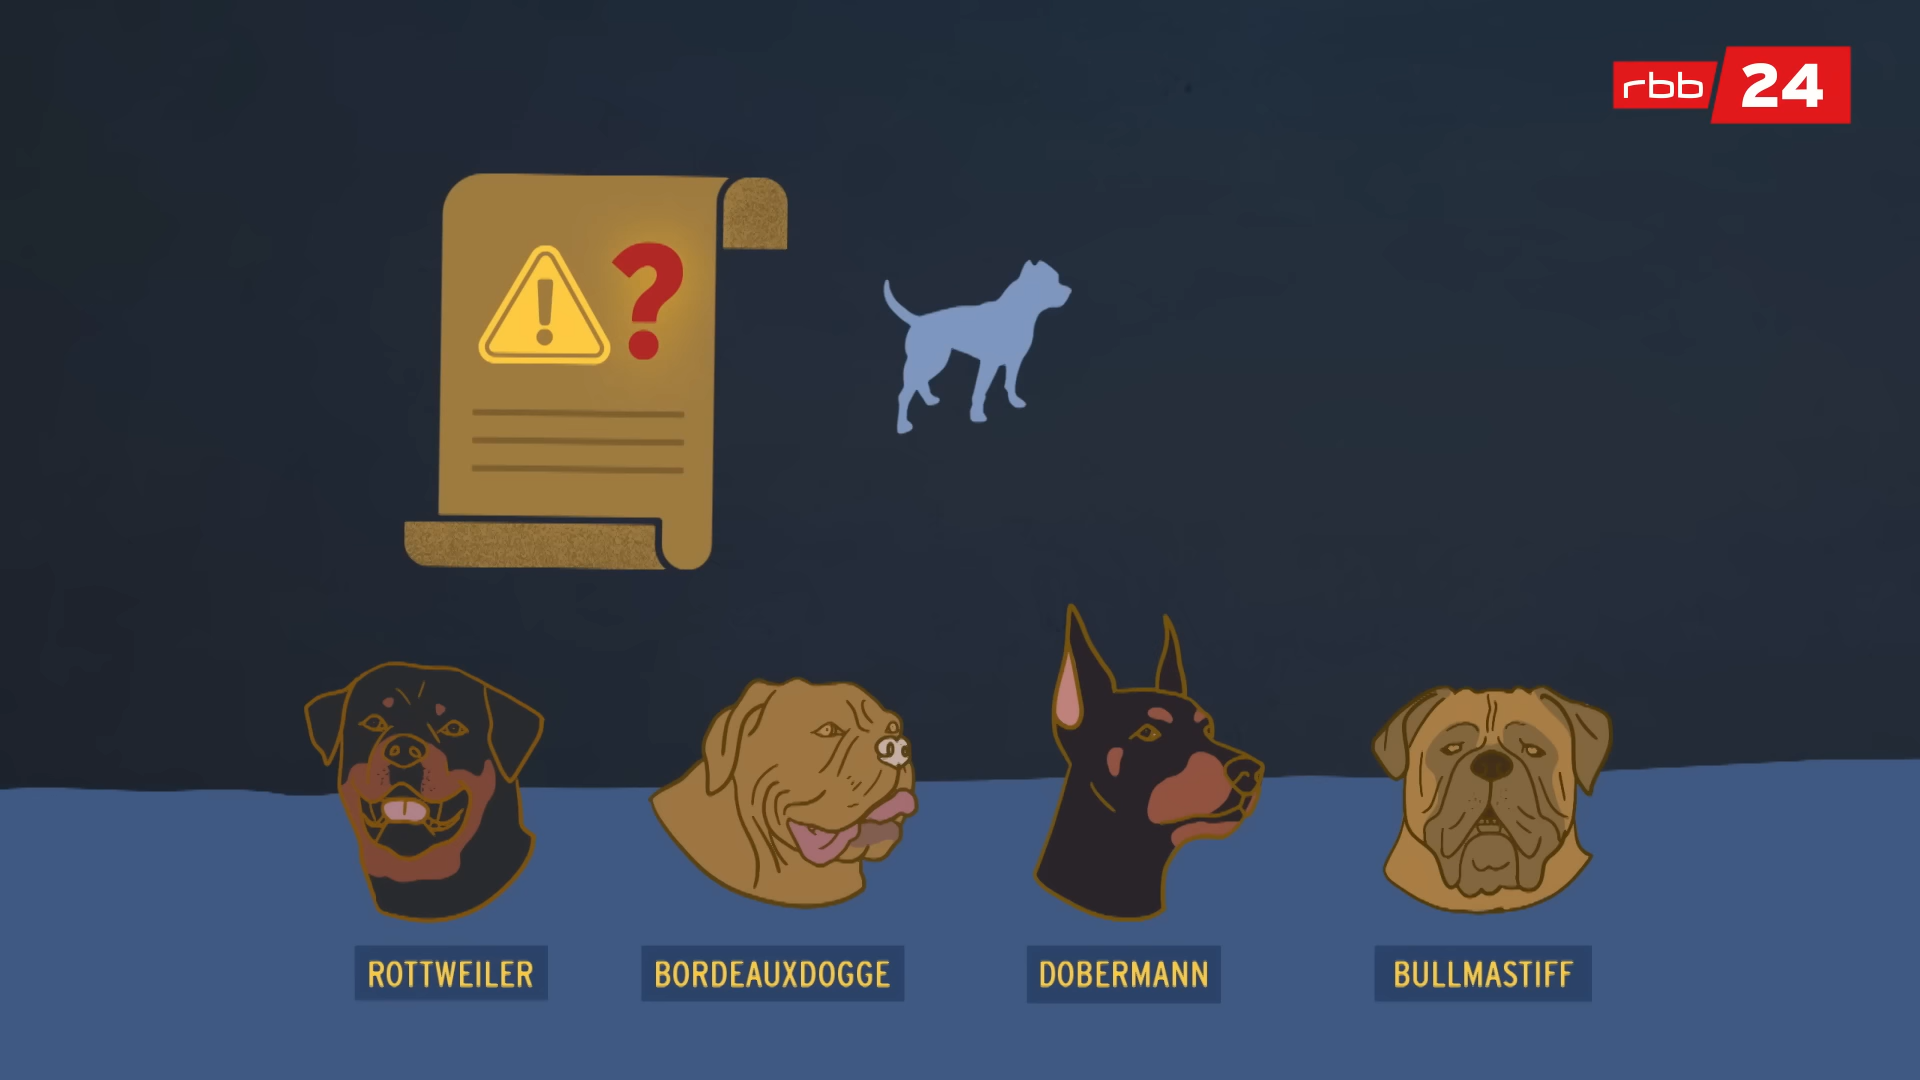 rbb 24
!
?
ROTTWEILER
BORDEAUXDOGGE
DOBERMANN
BULLMASTIFF